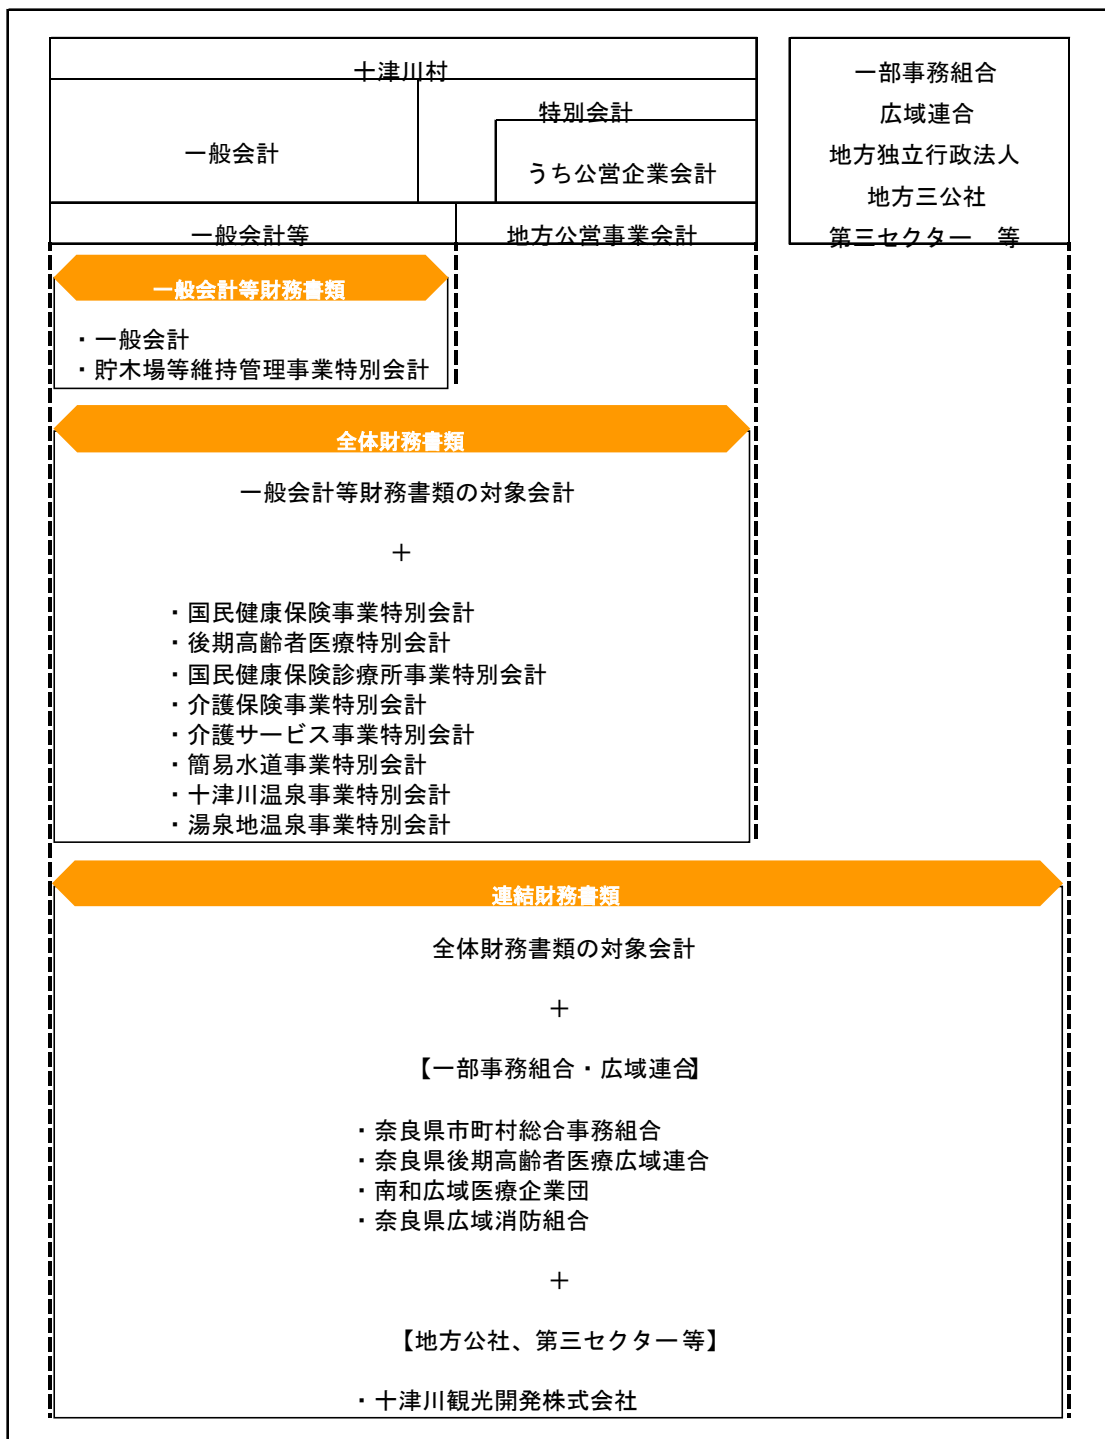 十津川村
一般会計
特別会計
うち公営企業会計
一般会計等
地方公営事業会計
一部事務組合
広域連合
地方独立行政法人
地方三公社
第三セクター　等
一般会計等財務書類
・一般会計
・貯木場等維持管理事業特別会計
全体財務書類
一般会計等財務書類の対象会計
＋
・国民健康保険事業特別会計
・後期高齢者医療特別会計
・国民健康保険診療所事業特別会計
・介護保険事業特別会計
・介護サービス事業特別会計
・簡易水道事業特別会計
・十津川温泉事業特別会計
・湯泉地温泉事業特別会計
連結財務書類
全体財務書類の対象会計
＋
【一部事務組合・広域連合】
・奈良県市町村総合事務組合
・奈良県後期高齢者医療広域連合
・南和広域医療企業団
・奈良県広域消防組合
＋
【地方公社、第三セクター等】
・十津川観光開発株式会社